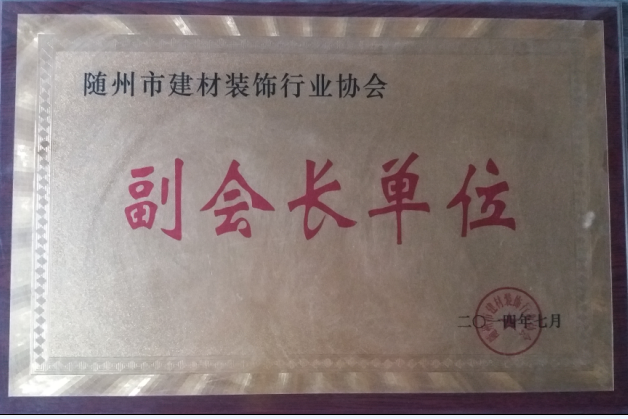 随州市建材装饰行业协会
副会长单位
二〇一四年七月